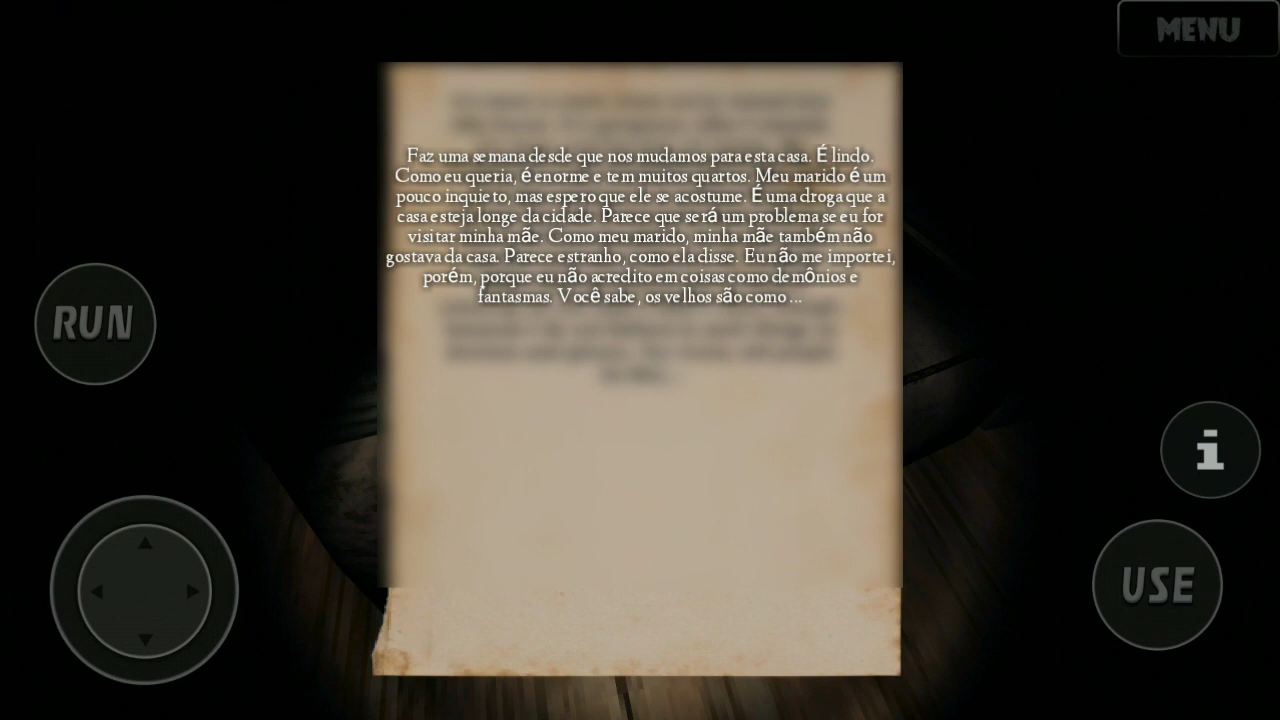 MENU
Faz uma semana desde que nos mudamos para esta casa. É lindo.
Como eu queria, é enorme e tem muitos quartos. Meu marido é um
pouco inquieto, mas espero que ele se acostume. É uma droga que a
casa esteja longe da cidade. Parece que será um problema se eu for
visitar minha mãe. Como meu marido, minha mãe também não
gostava da casa. Parece estranho, como ela disse. Eu não me importei,
porém, porque eu não acredito em coisas como demônios e
fantasmas. Você sabe, os velhos são como ...
RUN
i
USE